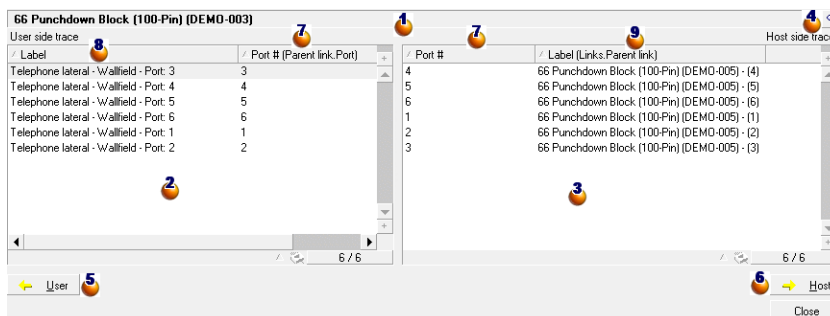 66 Punchdown Block (100-Pin) (DEMO-003) 1 4
User side trace 7 7 9 Host side trac
8
/ Label / Port # (Parent link.Port) / Port # / Label (Links.Parent link)
Telephone lateral - Wallfield - Port: 3 3 4 66 Punchdown Block (100-Pin) (DEMO-005) - (4)
Telephone lateral - Wallfield - Port: 4 4 5 66 Punchdown Block (100-Pin) (DEMO-005) - (5)
Telephone lateral - Wallfield - Port: 5 5 6 66 Punchdown Block (100-Pin) (DEMO-005) - (6)
Telephone lateral - Wallfield - Port: 6 6 1 66 Punchdown Block (100-Pin) (DEMO-005) - (1)
Telephone lateral - Wallfield - Port: 1 1 2 66 Punchdown Block (100-Pin) (DEMO-005) - (2)
Telephone lateral - Wallfield - Port: 2 2 3 66 Punchdown Block (100-Pin) (DEMO-005) - (3)
2 3
6 / 6 6 / 6
User 5 6 Host
Close